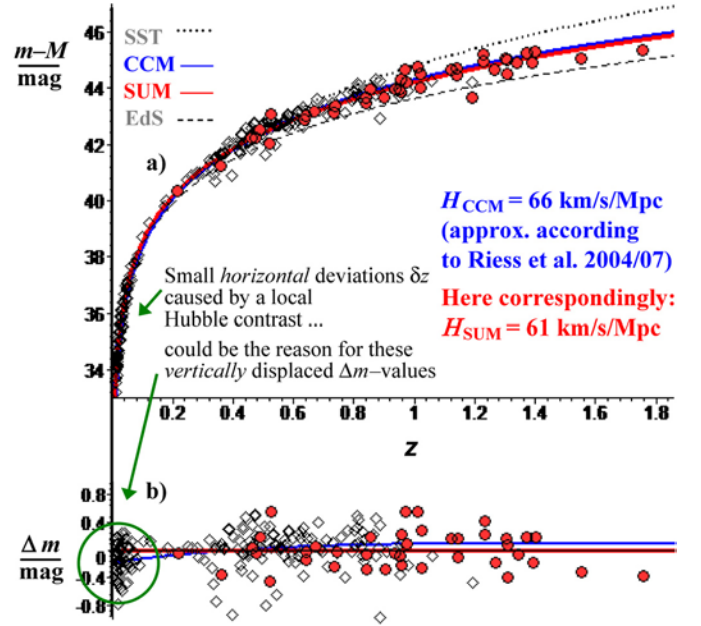 m–M
mag
46
44
42
40
38
36
34
SST
CCM
SUM
EdS
a)
H_CCM = 66 km/s/Mpc
(approx. according
to Riess et al. 2004/07)
Here correspondingly:
H_SUM = 61 km/s/Mpc
Small horizontal deviations δz
caused by a local
Hubble contrast ...
could be the reason for these
vertically displaced Δm–values
0.2 0.4 0.6 0.8 1 1.2 1.4 1.6 1.8
z
b)
Δ m
mag
0.8
0.4
0
-0.4
-0.8